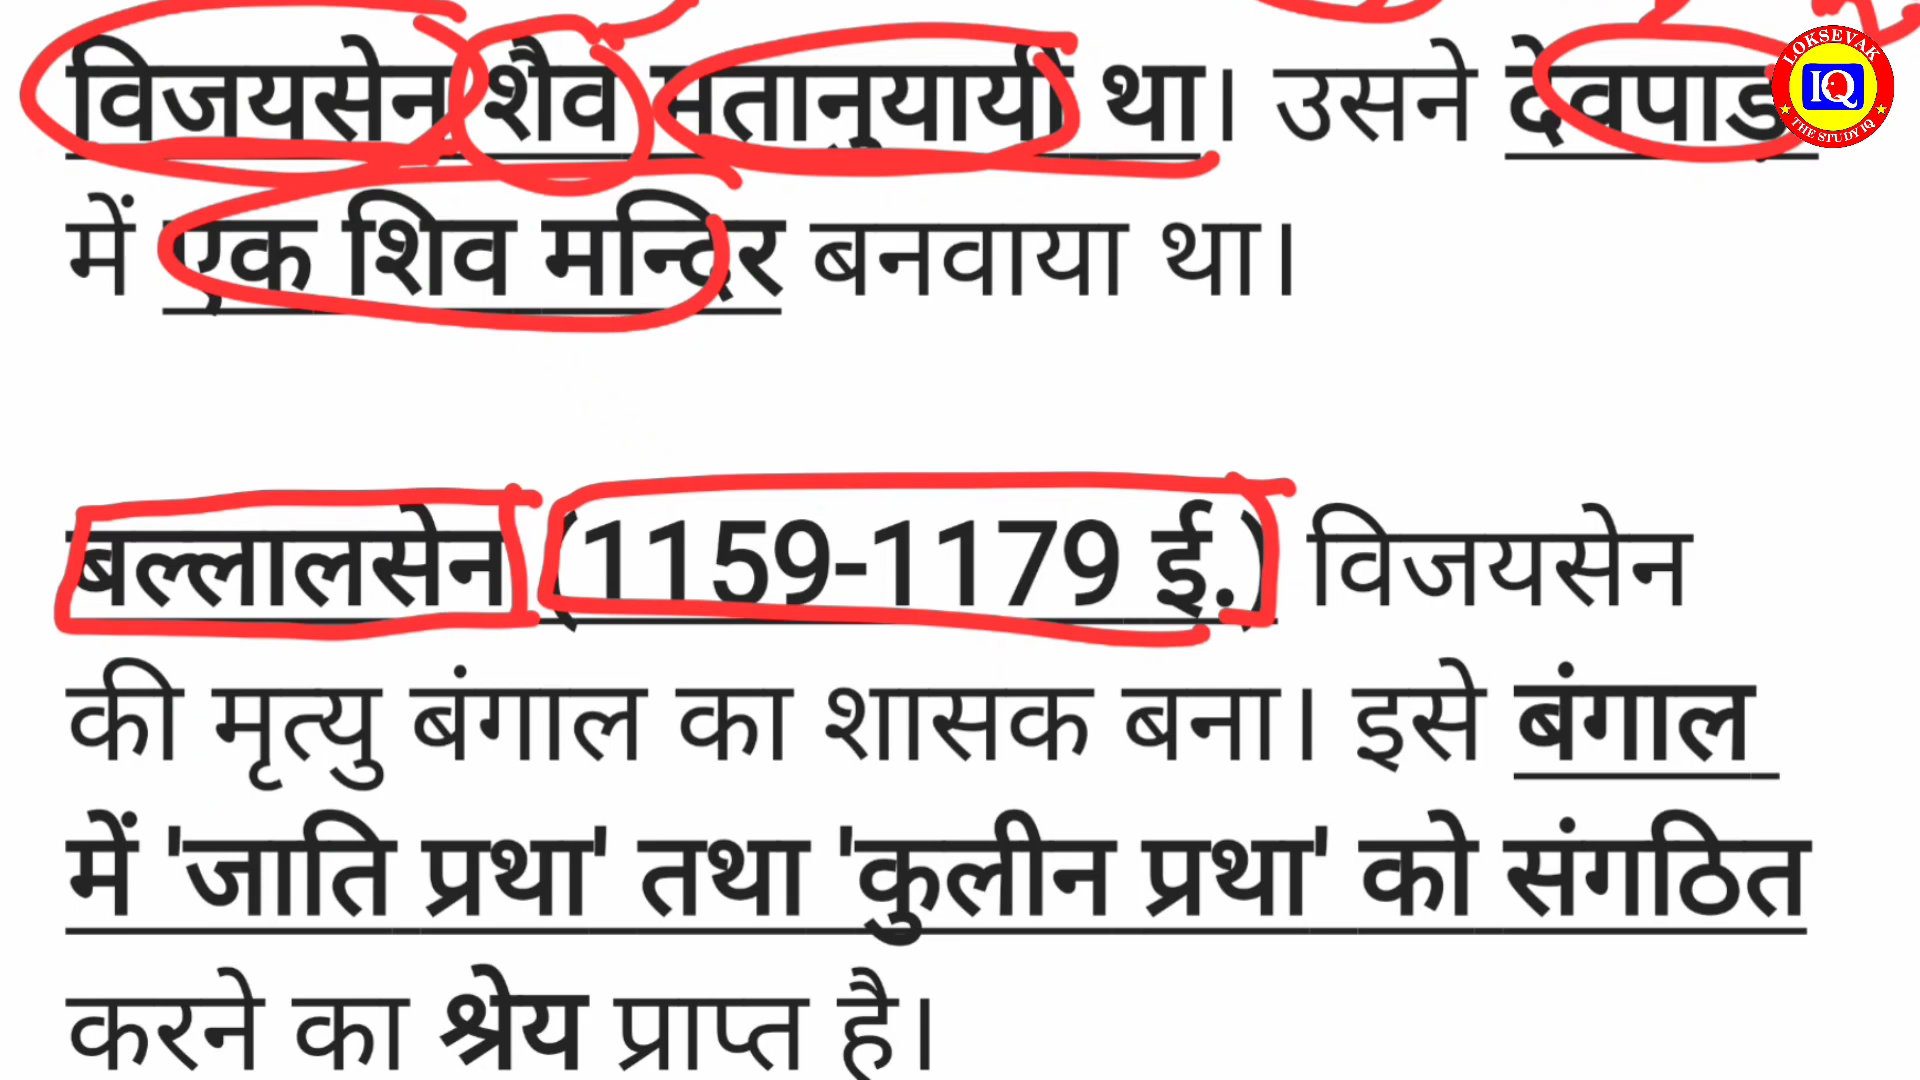 विजयसेन शैव मतानुयायी था। उसने देवपाड़
में एक शिव मन्दिर बनवाया था।
बल्लालसेन (1159-1179 ई.) विजयसेन
की मृत्यु बंगाल का शासक बना। इसे बंगाल
में 'जाति प्रथा' तथा 'कुलीन प्रथा' को संगठित
करने का श्रेय प्राप्त है।
LOKSEVAK
IQ
THE STUDY IQ